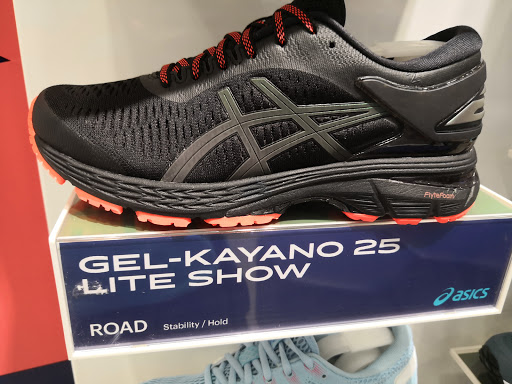 FlyteFoam
GEL-KAYANO 25
LITE SHOW
asics
ROAD Stability / Hold